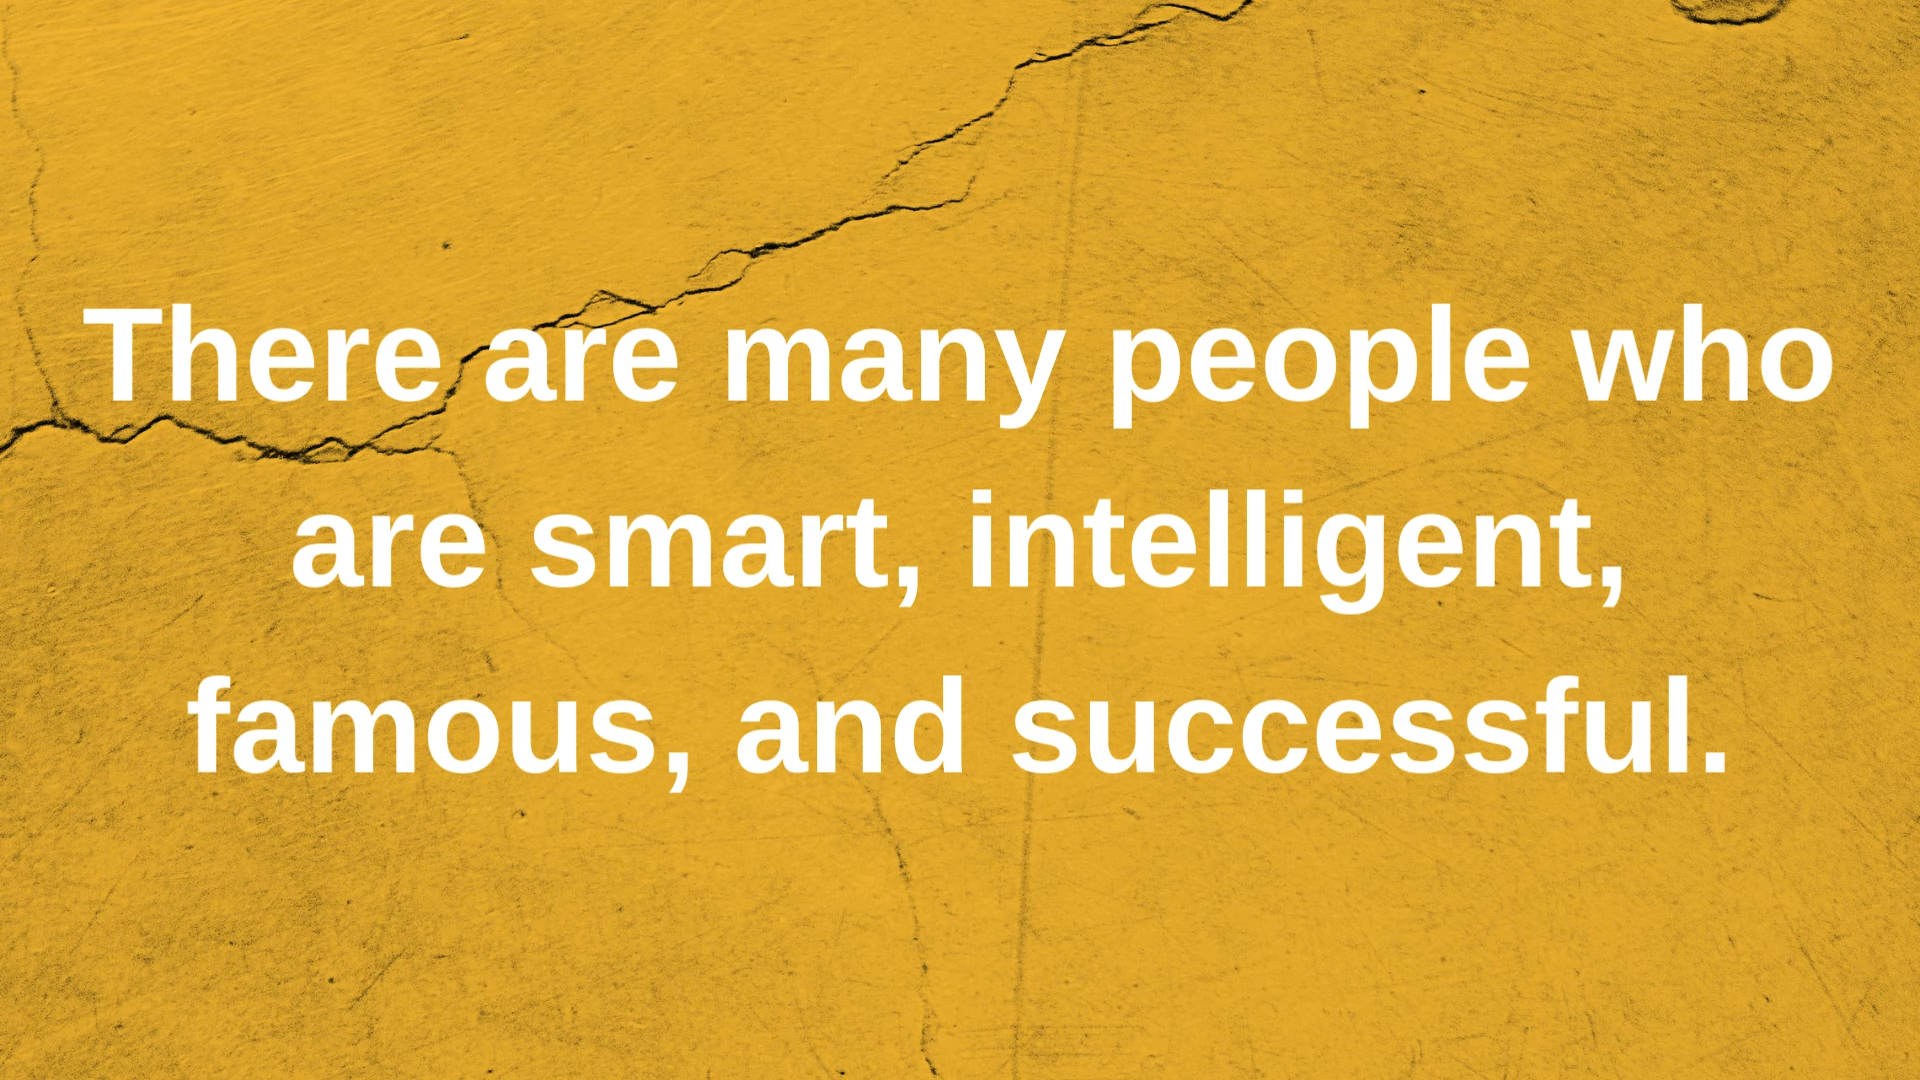 There are many people who
are smart, intelligent,
famous, and successful.